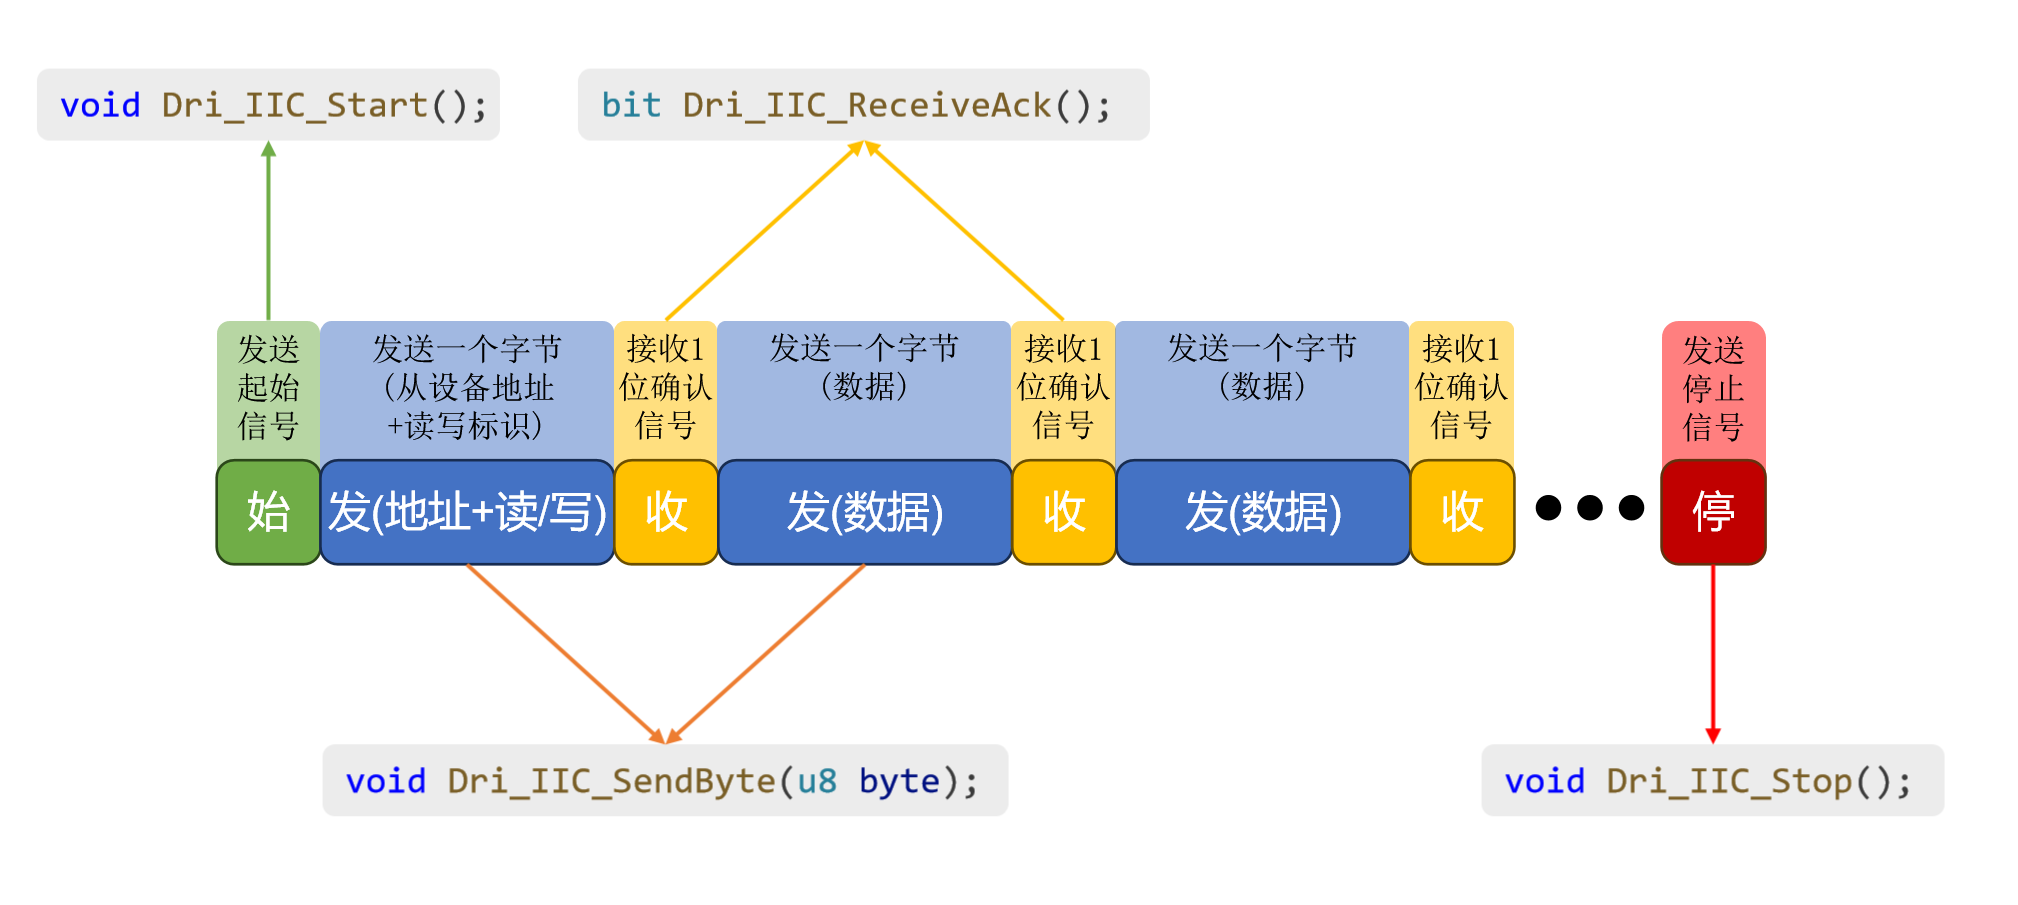 void Dri_IIC_Start();
bit Dri_IIC_ReceiveAck();
发送
起始
信号
发送一个字节
（从设备地址
+读写标识）
接收1
位确认
信号
发送一个字节
（数据）
接收1
位确认
信号
发送一个字节
（数据）
接收1
位确认
信号
发送
停止
信号
始
发(地址+读/写)
收
发(数据)
收
发(数据)
收
●●●
停
void Dri_IIC_SendByte(u8 byte);
void Dri_IIC_Stop();